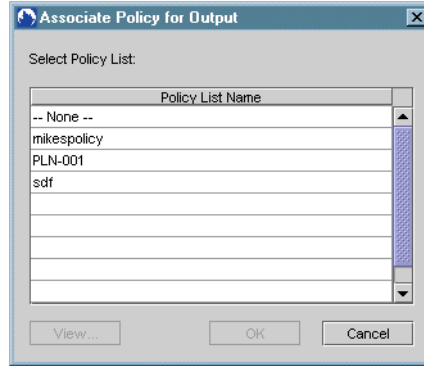 Associate Policy for Output
Select Policy List:
Policy List Name
-- None --
mikespolicy
PLN-001
sdf
View...
OK
Cancel